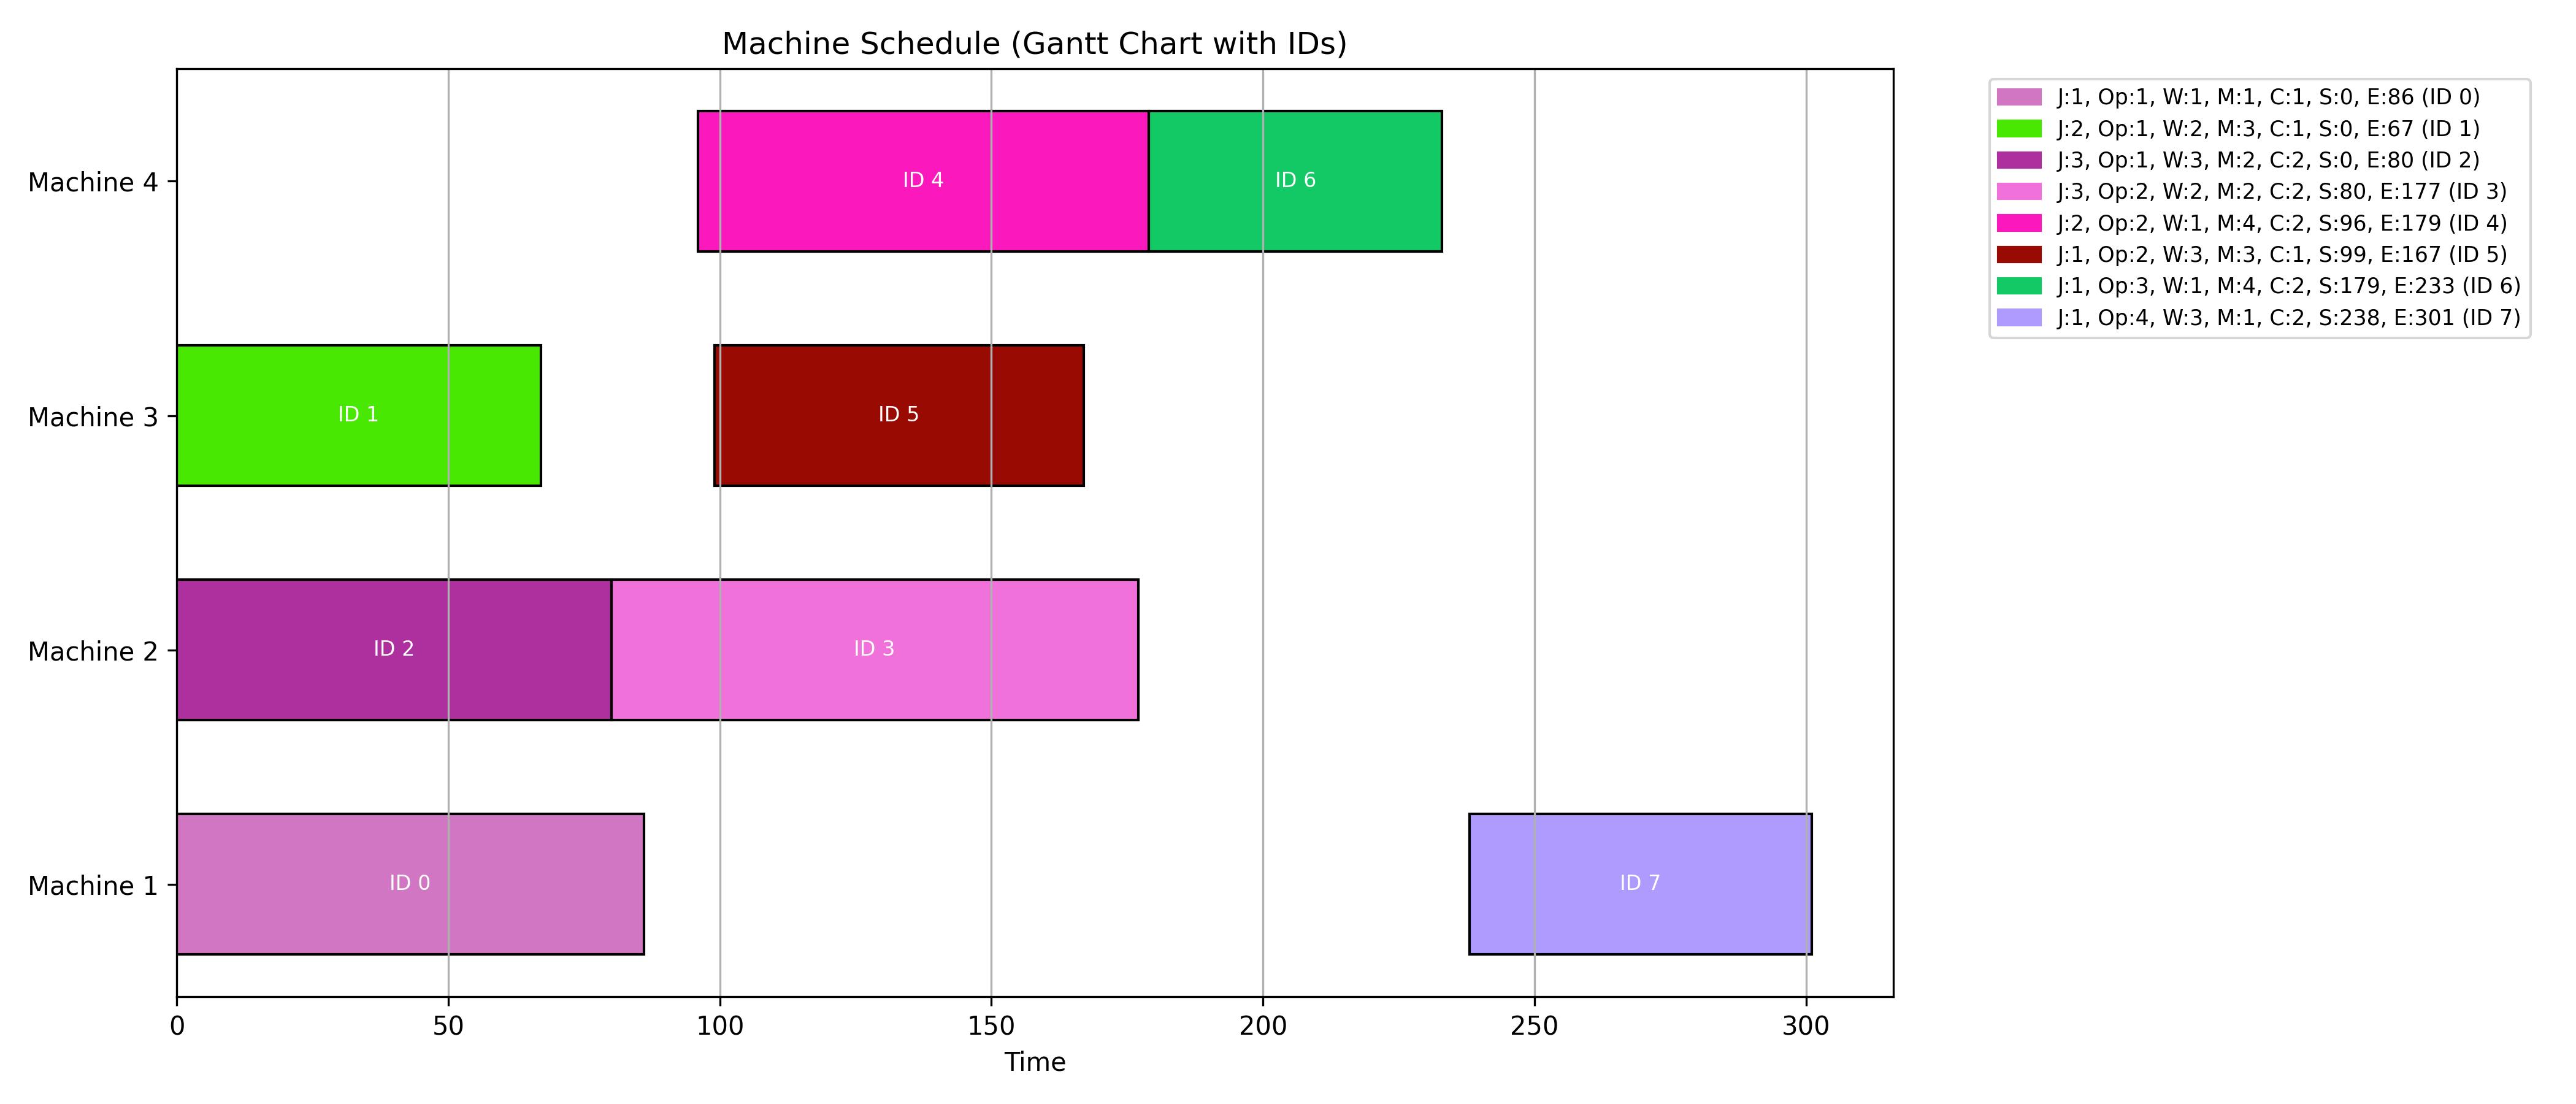 Machine Schedule (Gantt Chart with IDs)
Machine 4
ID 4
ID 6
Machine 3
ID 1
ID 5
Machine 2
ID 2
ID 3
Machine 1
ID 0
ID 7
0
50
100
150
200
250
300
Time
J:1, Op:1, W:1, M:1, C:1, S:0, E:86 (ID 0)
J:2, Op:1, W:2, M:3, C:1, S:0, E:67 (ID 1)
J:3, Op:1, W:3, M:2, C:2, S:0, E:80 (ID 2)
J:3, Op:2, W:2, M:2, C:2, S:80, E:177 (ID 3)
J:2, Op:2, W:1, M:4, C:2, S:96, E:179 (ID 4)
J:1, Op:2, W:3, M:3, C:1, S:99, E:167 (ID 5)
J:1, Op:3, W:1, M:4, C:2, S:179, E:233 (ID 6)
J:1, Op:4, W:3, M:1, C:2, S:238, E:301 (ID 7)